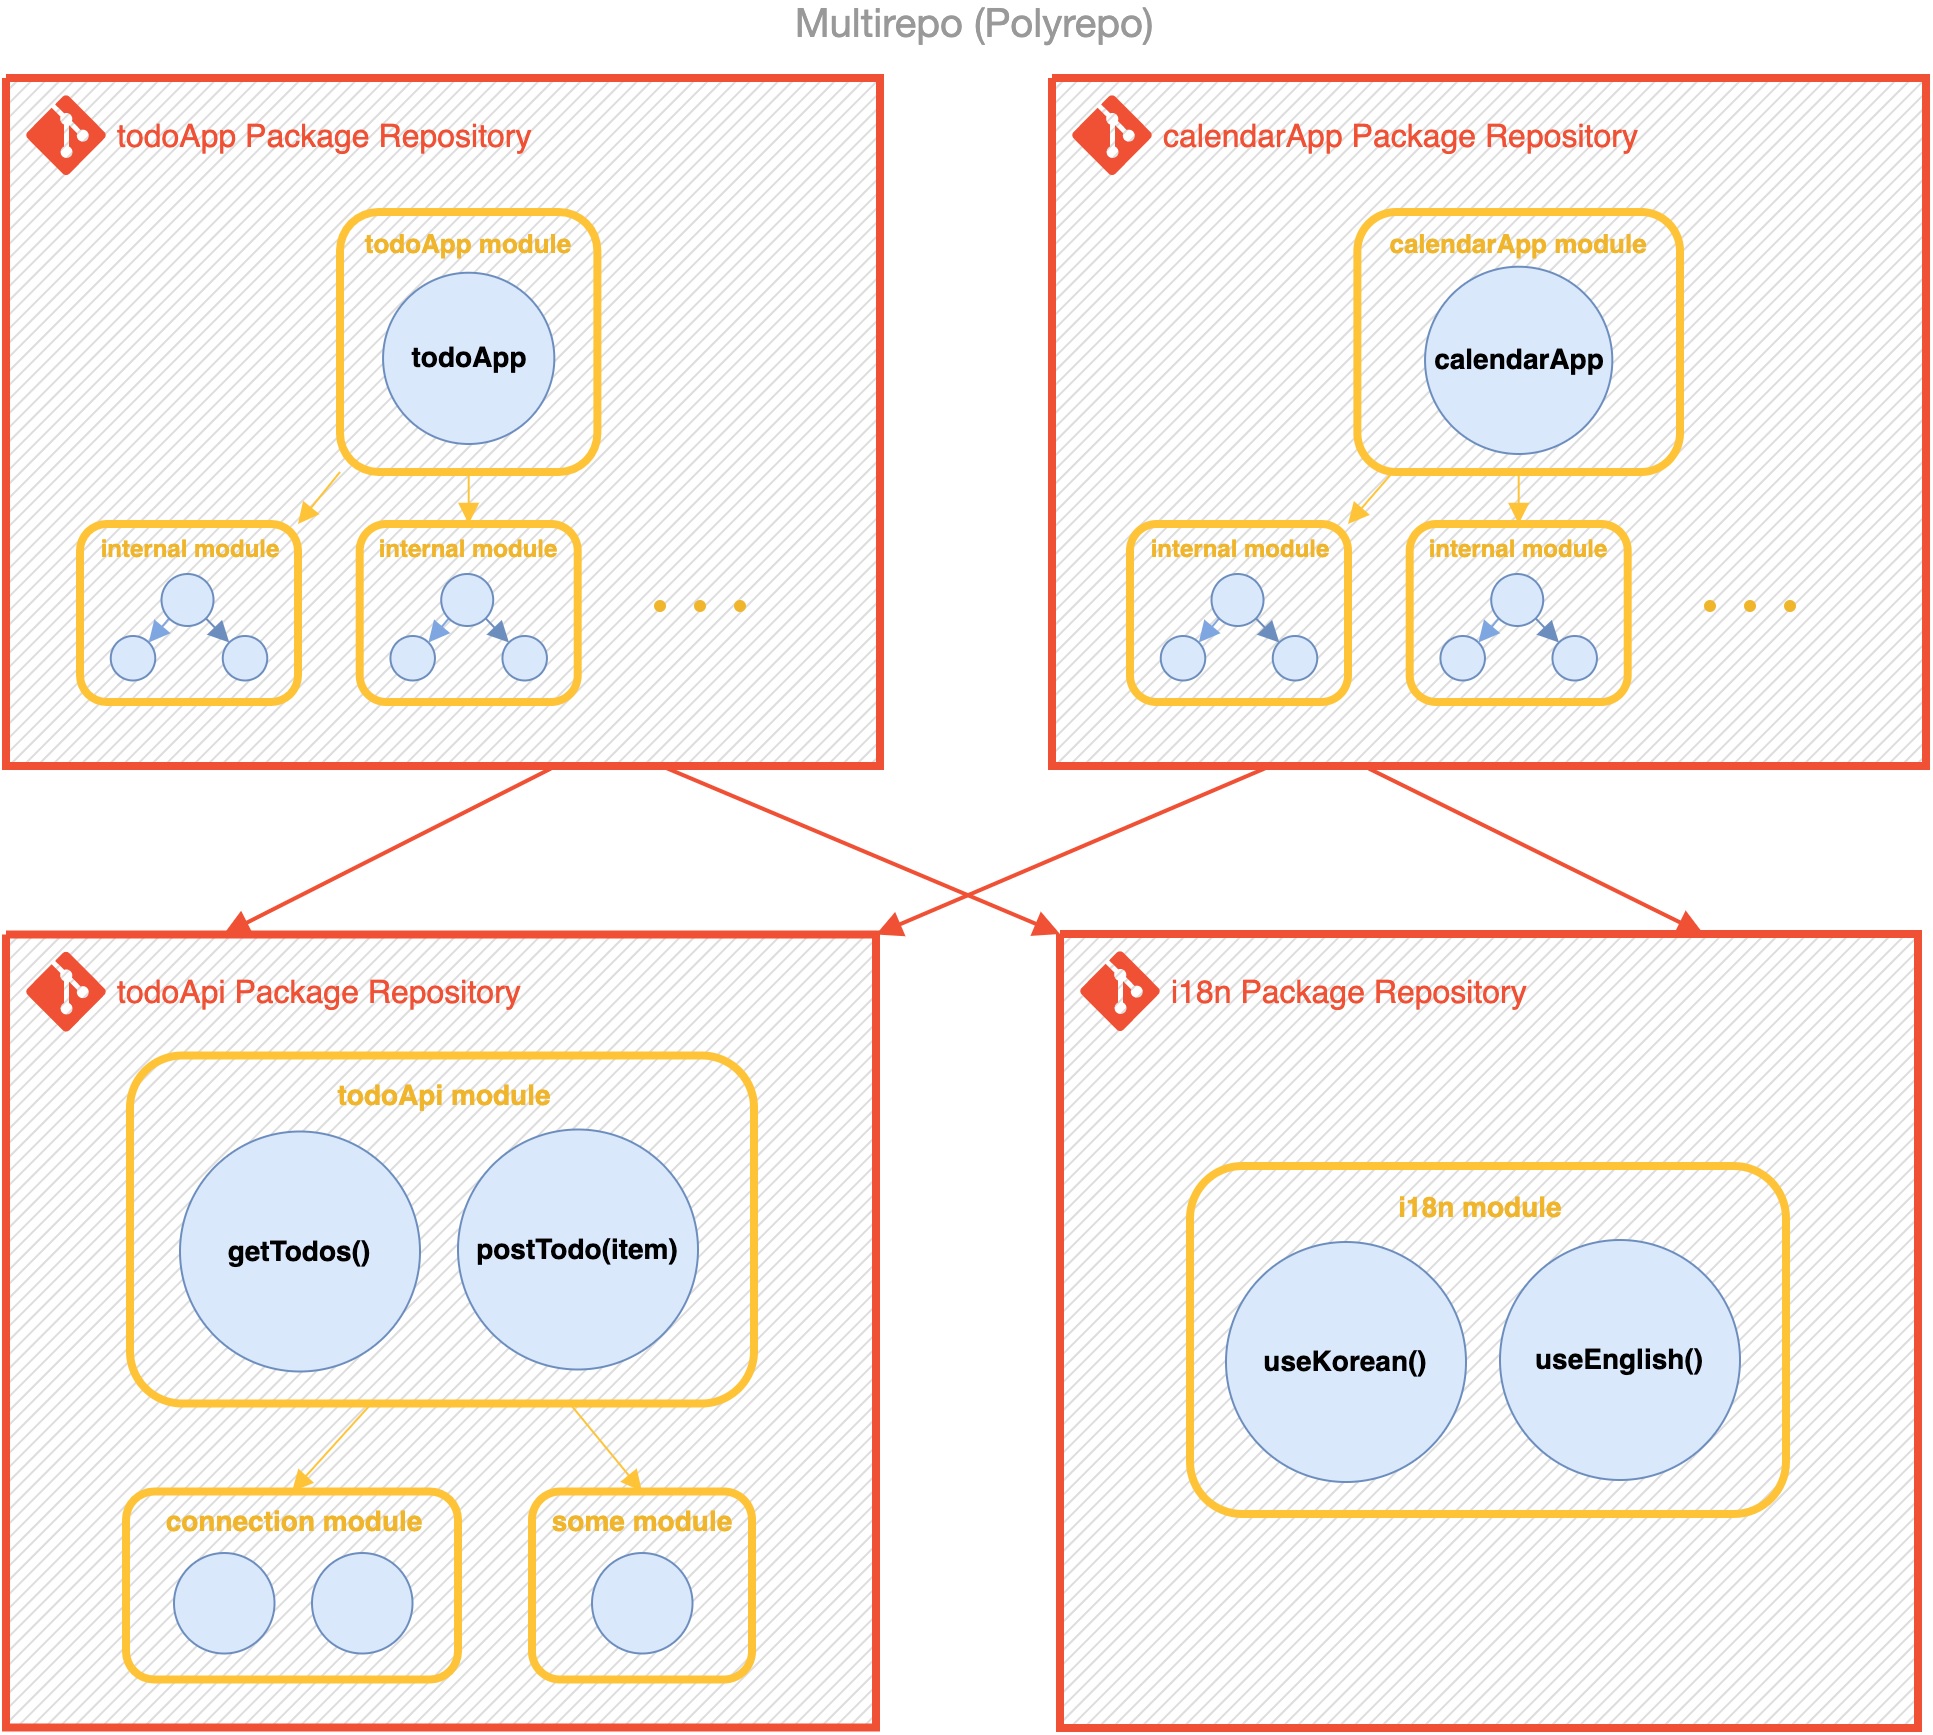 Multirepo (Polyrepo)
todoApp Package Repository
todoApp module
todoApp
internal module
internal module
calendarApp Package Repository
calendarApp module
calendarApp
internal module
internal module
todoApi Package Repository
todoApi module
getTodos()
postTodo(item)
connection module
some module
i18n Package Repository
i18n module
useKorean()
useEnglish()